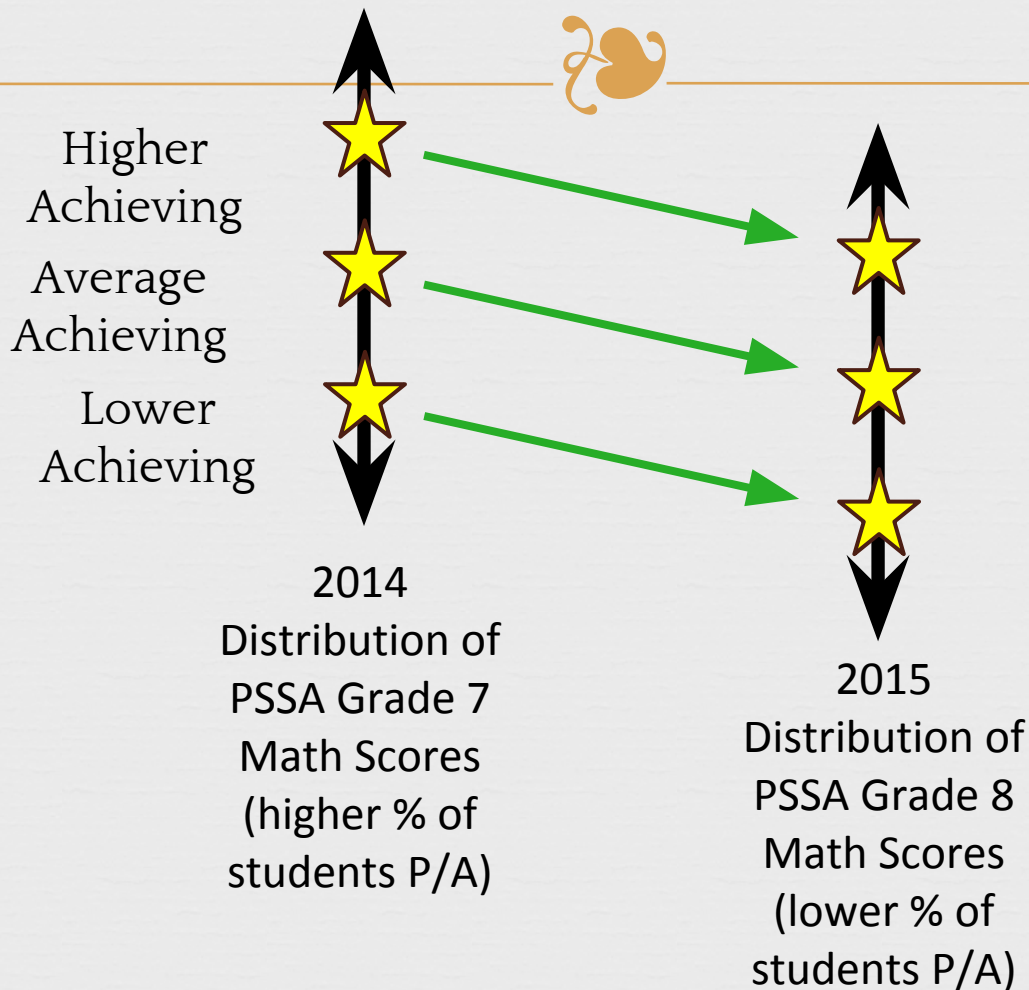 Higher
Achieving
Average
Achieving
Lower
Achieving
2014
Distribution of
PSSA Grade 7
Math Scores
(higher % of
students P/A)
2015
Distribution of
PSSA Grade 8
Math Scores
(lower % of
students P/A)